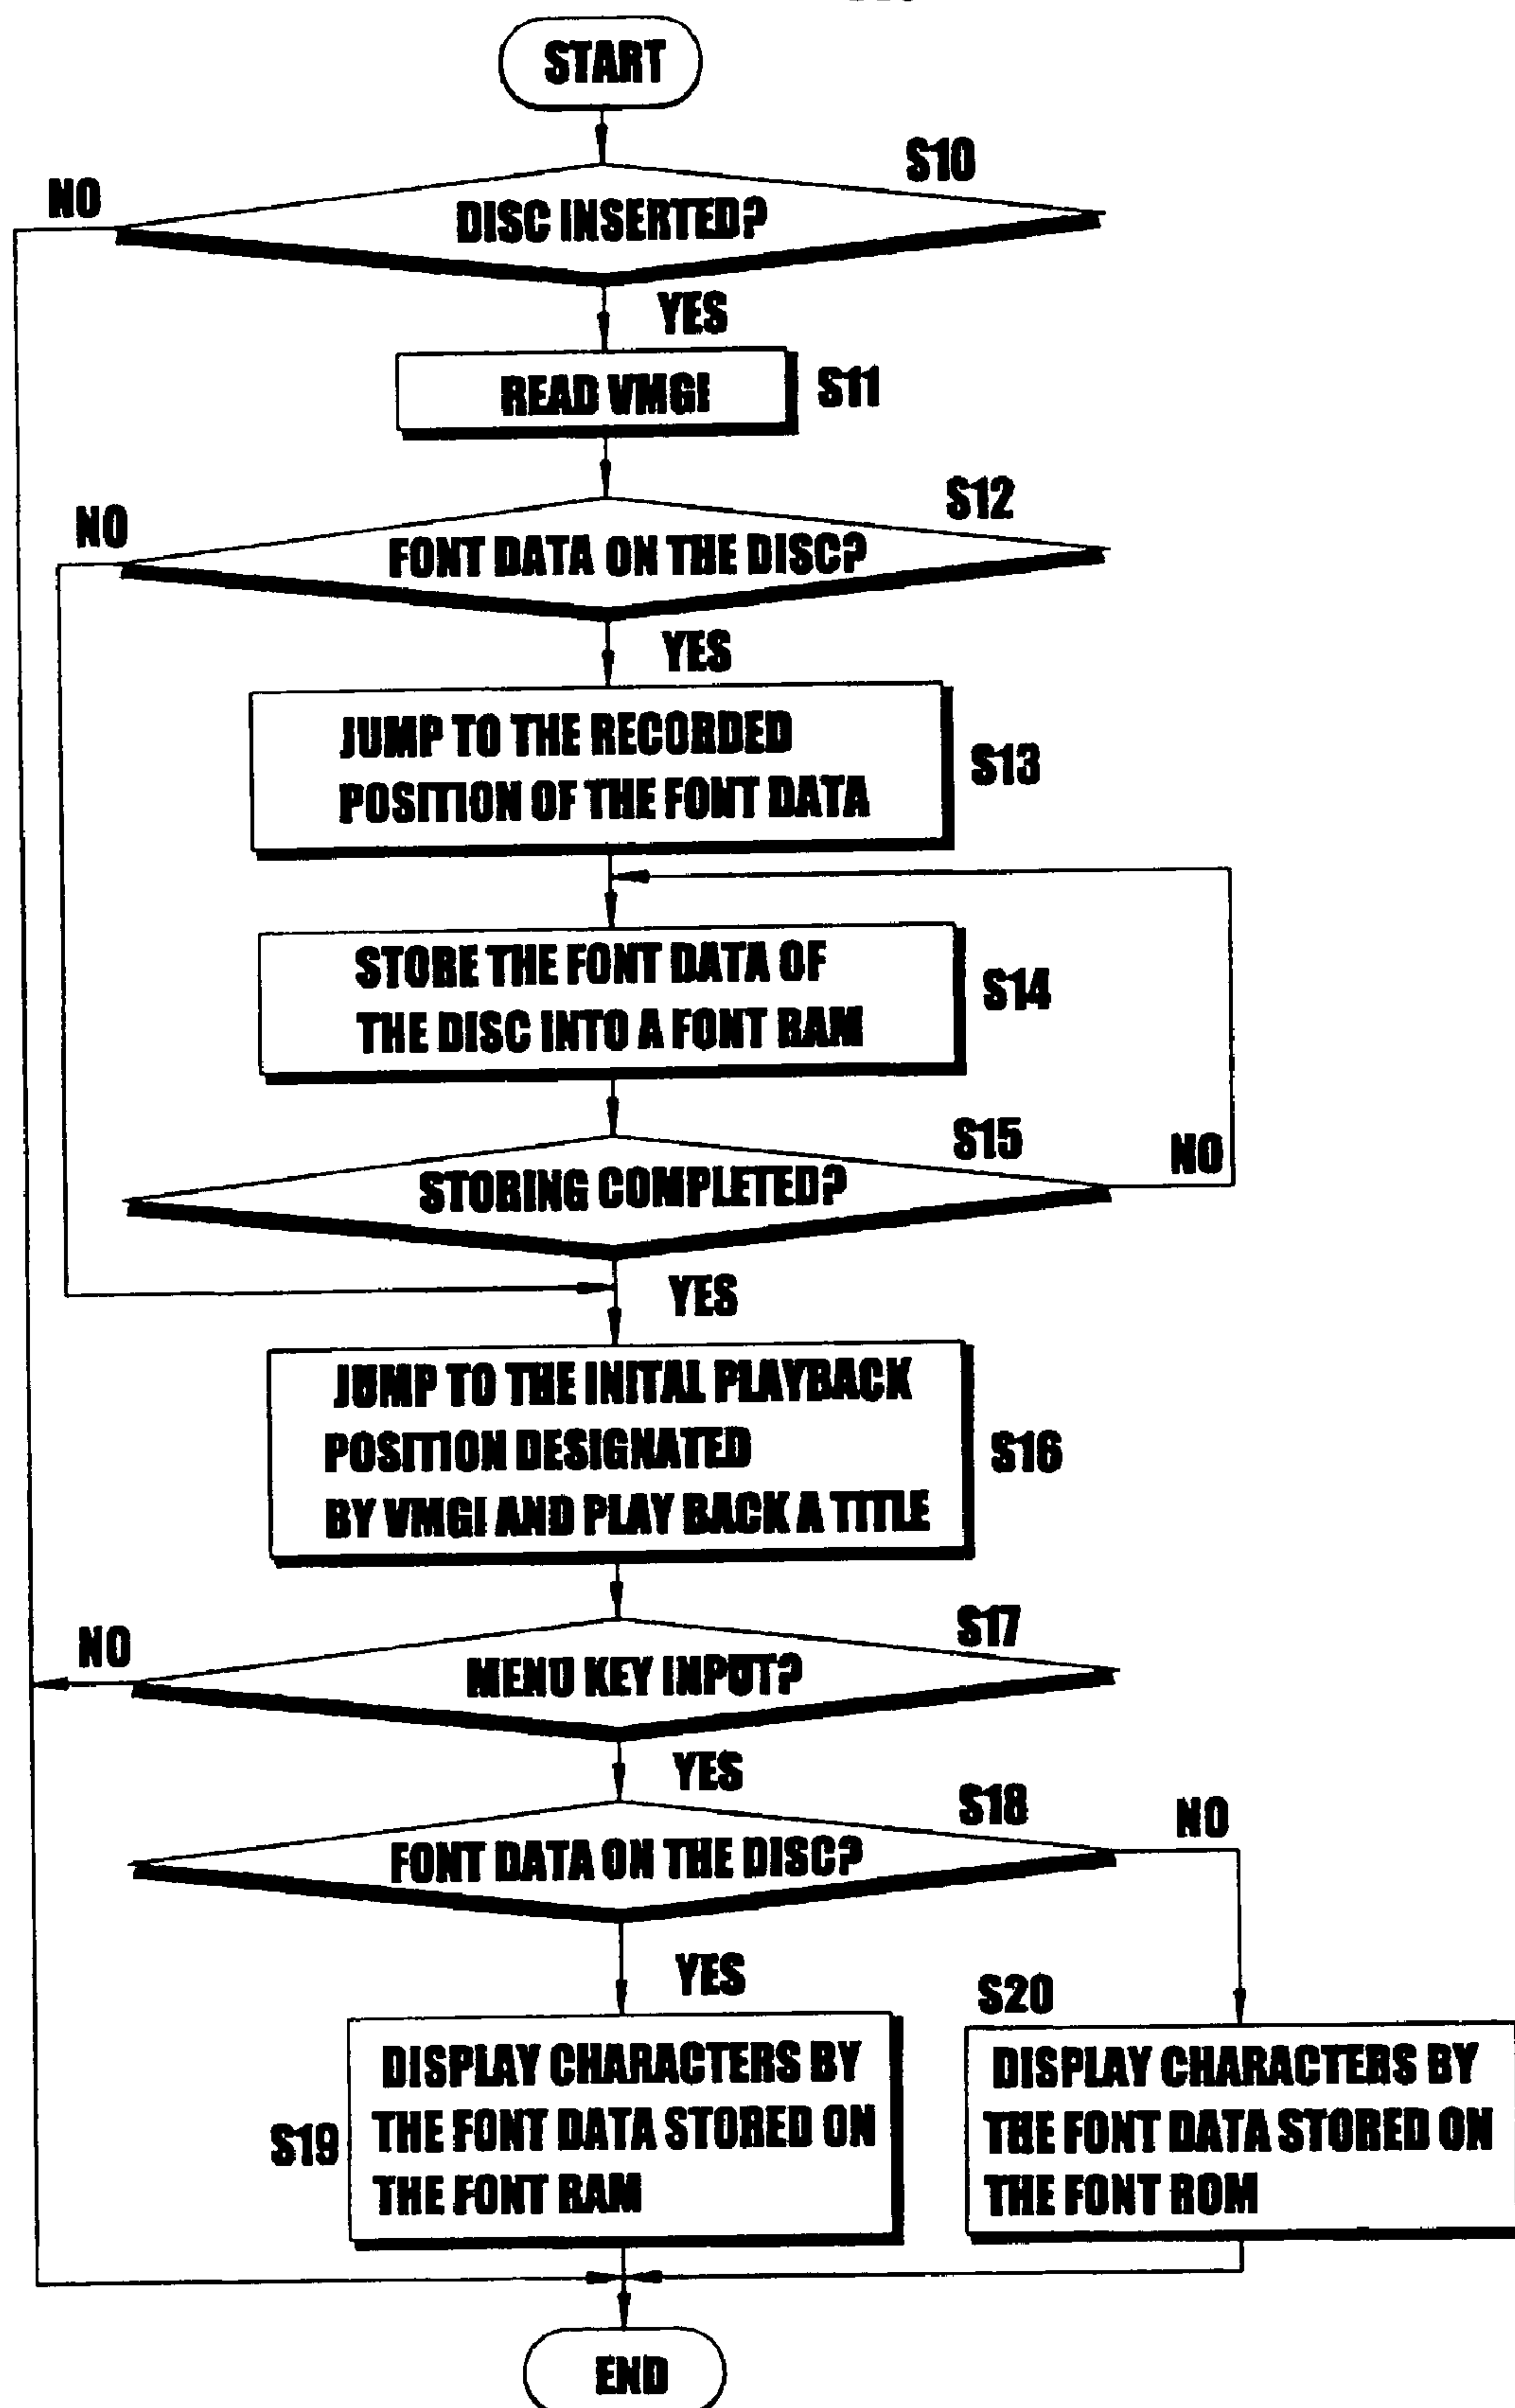 START
S10
NO
DISC INSERTED?
YES
READ VMGI
S11
S12
NO
FONT DATA ON THE DISC?
YES
JUMP TO THE RECORDED
POSITION OF THE FONT DATA
S13
STORE THE FONT DATA OF
THE DISC INTO A FONT RAM
S14
S15
NO
STORING COMPLETED?
YES
JUMP TO THE INITAL PLAYBACK
POSITION DESIGNATED
BY VMGI AND PLAY BACK A TITLE
S16
S17
NO
MENU KEY INPUT?
YES
S18
NO
FONT DATA ON THE DISC?
YES
S19
DISPLAY CHARACTERS BY
THE FONT DATA STORED ON
THE FONT RAM
S20
DISPLAY CHARACTERS BY
THE FONT DATA STORED ON
THE FONT ROM
END